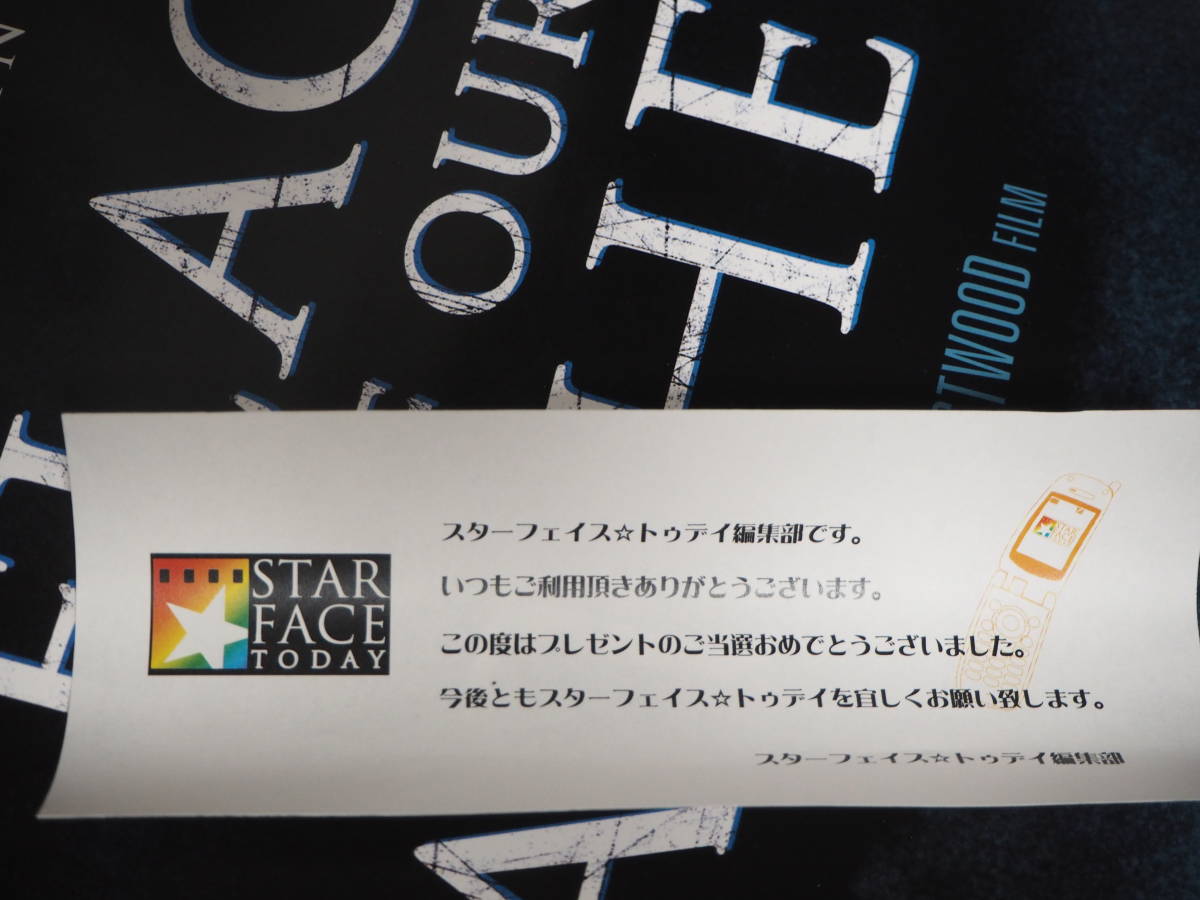 OUR
TWOOD FILM
STAR
FACE
TODAY
スターフェイス☆トゥデイ編集部です。
いつもご利用頂きありがとうございます。
この度はプレゼントのご当選おめでとうございました。
今後ともスターフェイス☆トゥデイを宜しくお願い致します。
スターフェイス☆トゥデイ編集部
STAR
FACE